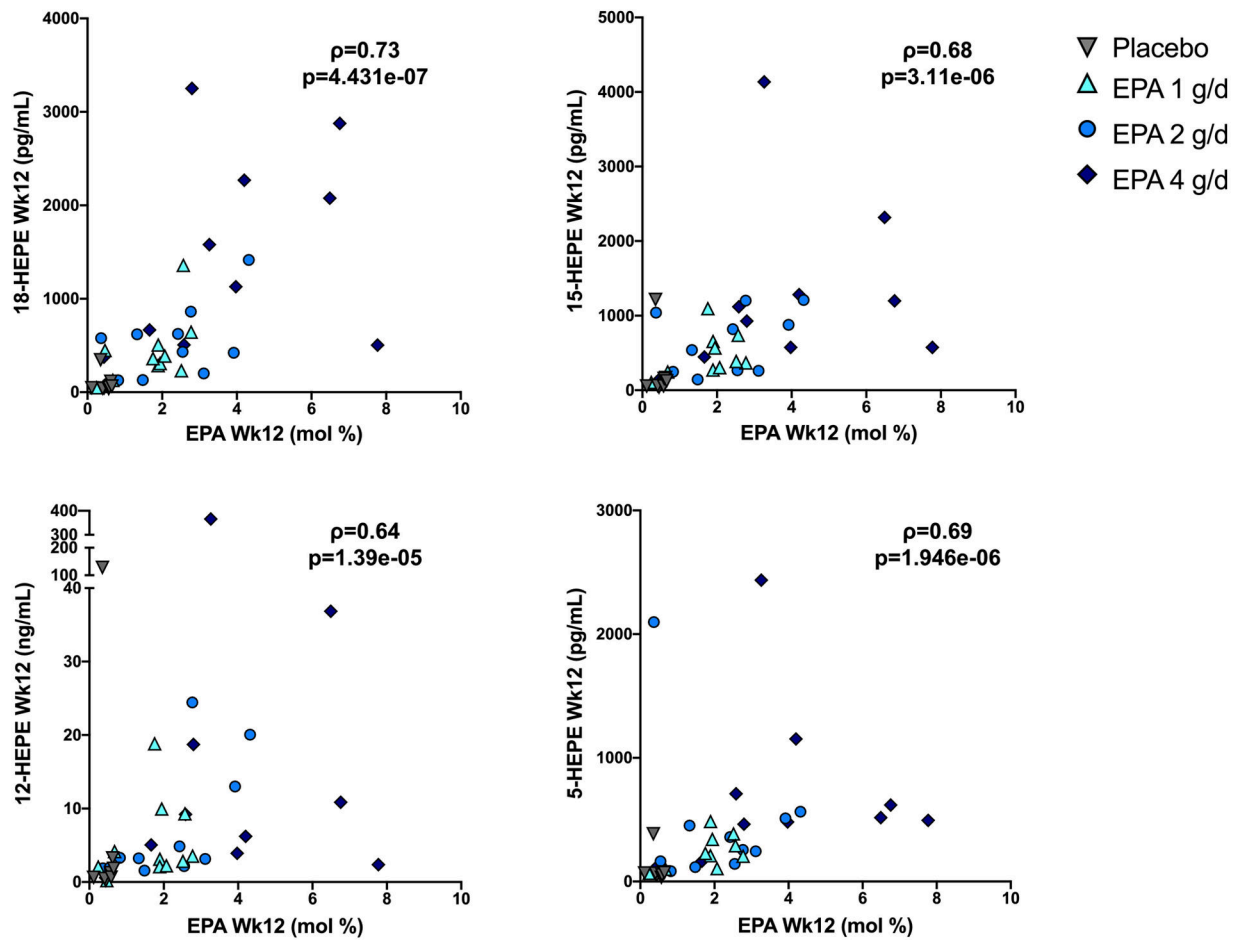 4000
3000
2000
1000
0
0 2 4 6 8 10
18-HEPE Wk12 (pg/mL)
EPA Wk12 (mol %)
ρ=0.73
p=4.431e-07
5000
4000
3000
2000
1000
0
0 2 4 6 8 10
15-HEPE Wk12 (pg/mL)
EPA Wk12 (mol %)
ρ=0.68
p=3.11e-06
Placebo
EPA 1 g/d
EPA 2 g/d
EPA 4 g/d
400
300
200
100
40
30
20
10
0
0 2 4 6 8 10
12-HEPE Wk12 (ng/mL)
EPA Wk12 (mol %)
ρ=0.64
p=1.39e-05
3000
2000
1000
0
0 2 4 6 8 10
5-HEPE Wk12 (pg/mL)
EPA Wk12 (mol %)
ρ=0.69
p=1.946e-06